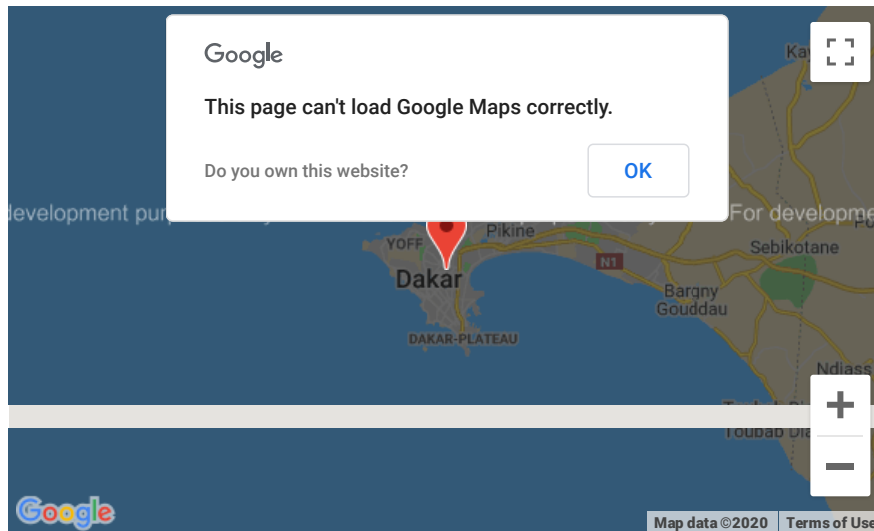 Google
This page can't load Google Maps correctly.
Do you own this website?
OK
development pur
For developme
YOFF
Pikine
Sebikotane
Dakar
N1
Bargny
Gouddau
DAKAR-PLATEAU
Ndiass
Toubab Dia
Google
Map data ©2020
Terms of Use